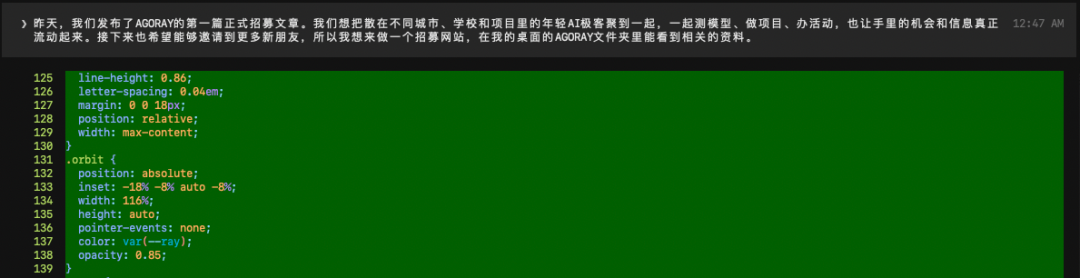 ❯ 昨天，我们发布了AGORAY的第一篇正式招募文章。我们想把散在不同城市、学校和项目里的年轻AI极客聚到一起，一起测模型、做项目、办活动，也让手里的机会和信息真正 12:47 AM
流动起来。接下来也希望能够邀请到更多新朋友，所以我想来做一个招募网站，在我的桌面的AGORAY文件夹里能看到相关的资料。
125 line-height: 0.86;
126 letter-spacing: 0.04em;
127 margin: 0 0 18px;
128 position: relative;
129 width: max-content;
130 }
131 .orbit {
132 position: absolute;
133 inset: -18% -8% auto -8%;
134 width: 116%;
135 height: auto;
136 pointer-events: none;
137 color: var(--ray);
138 opacity: 0.85;
139 }